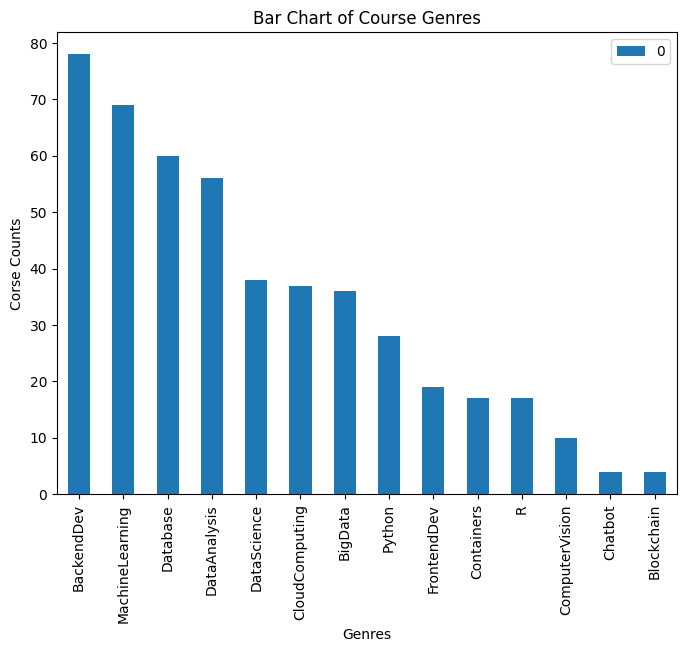 Bar Chart of Course Genres
0
Corse Counts
80
70
60
50
40
30
20
10
0
BackendDev
MachineLearning
Database
DataAnalysis
DataScience
CloudComputing
BigData
Python
FrontendDev
Containers
R
ComputerVision
Chatbot
Blockchain
Genres